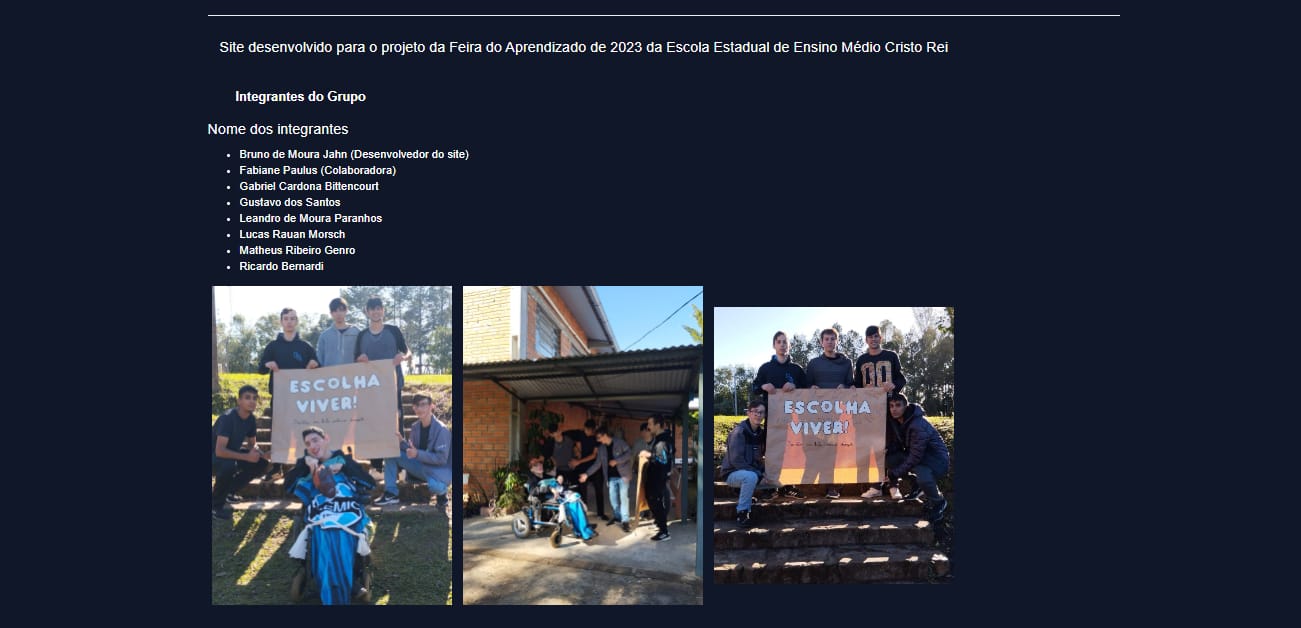 Site desenvolvido para o projeto da Feira do Aprendizado de 2023 da Escola Estadual de Ensino Médio Cristo Rei
Integrantes do Grupo
Nome dos integrantes
Bruno de Moura Jahn (Desenvolvedor do site)
Fabiane Paulus (Colaboradora)
Gabriel Cardona Bittencourt
Gustavo dos Santos
Leandro de Moura Paranhos
Lucas Rauan Morsch
Matheus Ribeiro Genro
Ricardo Bernardi
ESCOLHA
VIVER!
ESCOLHA
VIVER!